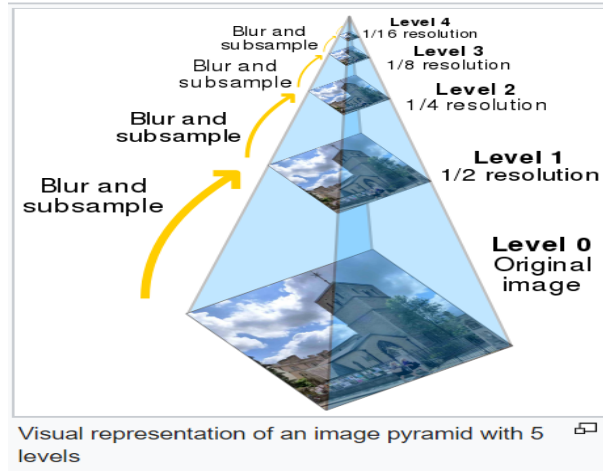 Blur and
subsample
Level 4
1/16 resolution
Blur and
subsample
Level 3
1/8 resolution
Blur and
subsample
Level 2
1/4 resolution
Blur and
subsample
Level 1
1/2 resolution
Level 0
Original
image
Visual representation of an image pyramid with 5
levels